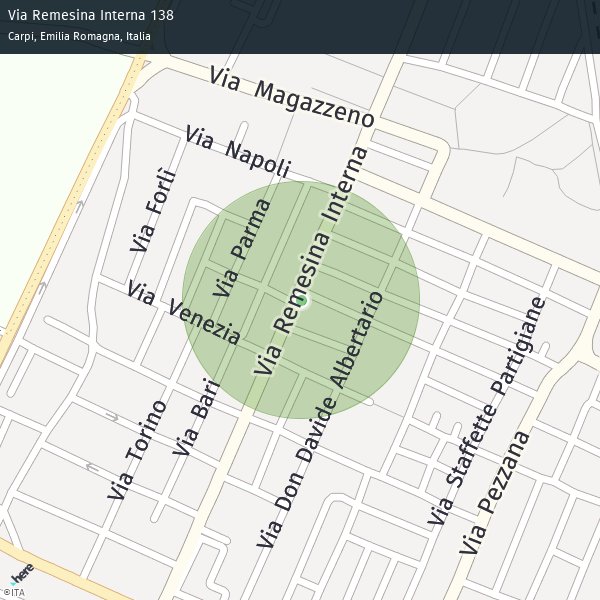 Via Remesina Interna 138
Carpi, Emilia Romagna, Italia
Via Magazzeno
Via Napoli
Via Forlì
Via Parma
Via Remesina Interna
Via Venezia
Via Don Davide Albertario
Via Staffette Partigiane
Via Bari
Via Torino
Via Pezzana
here
©ITA